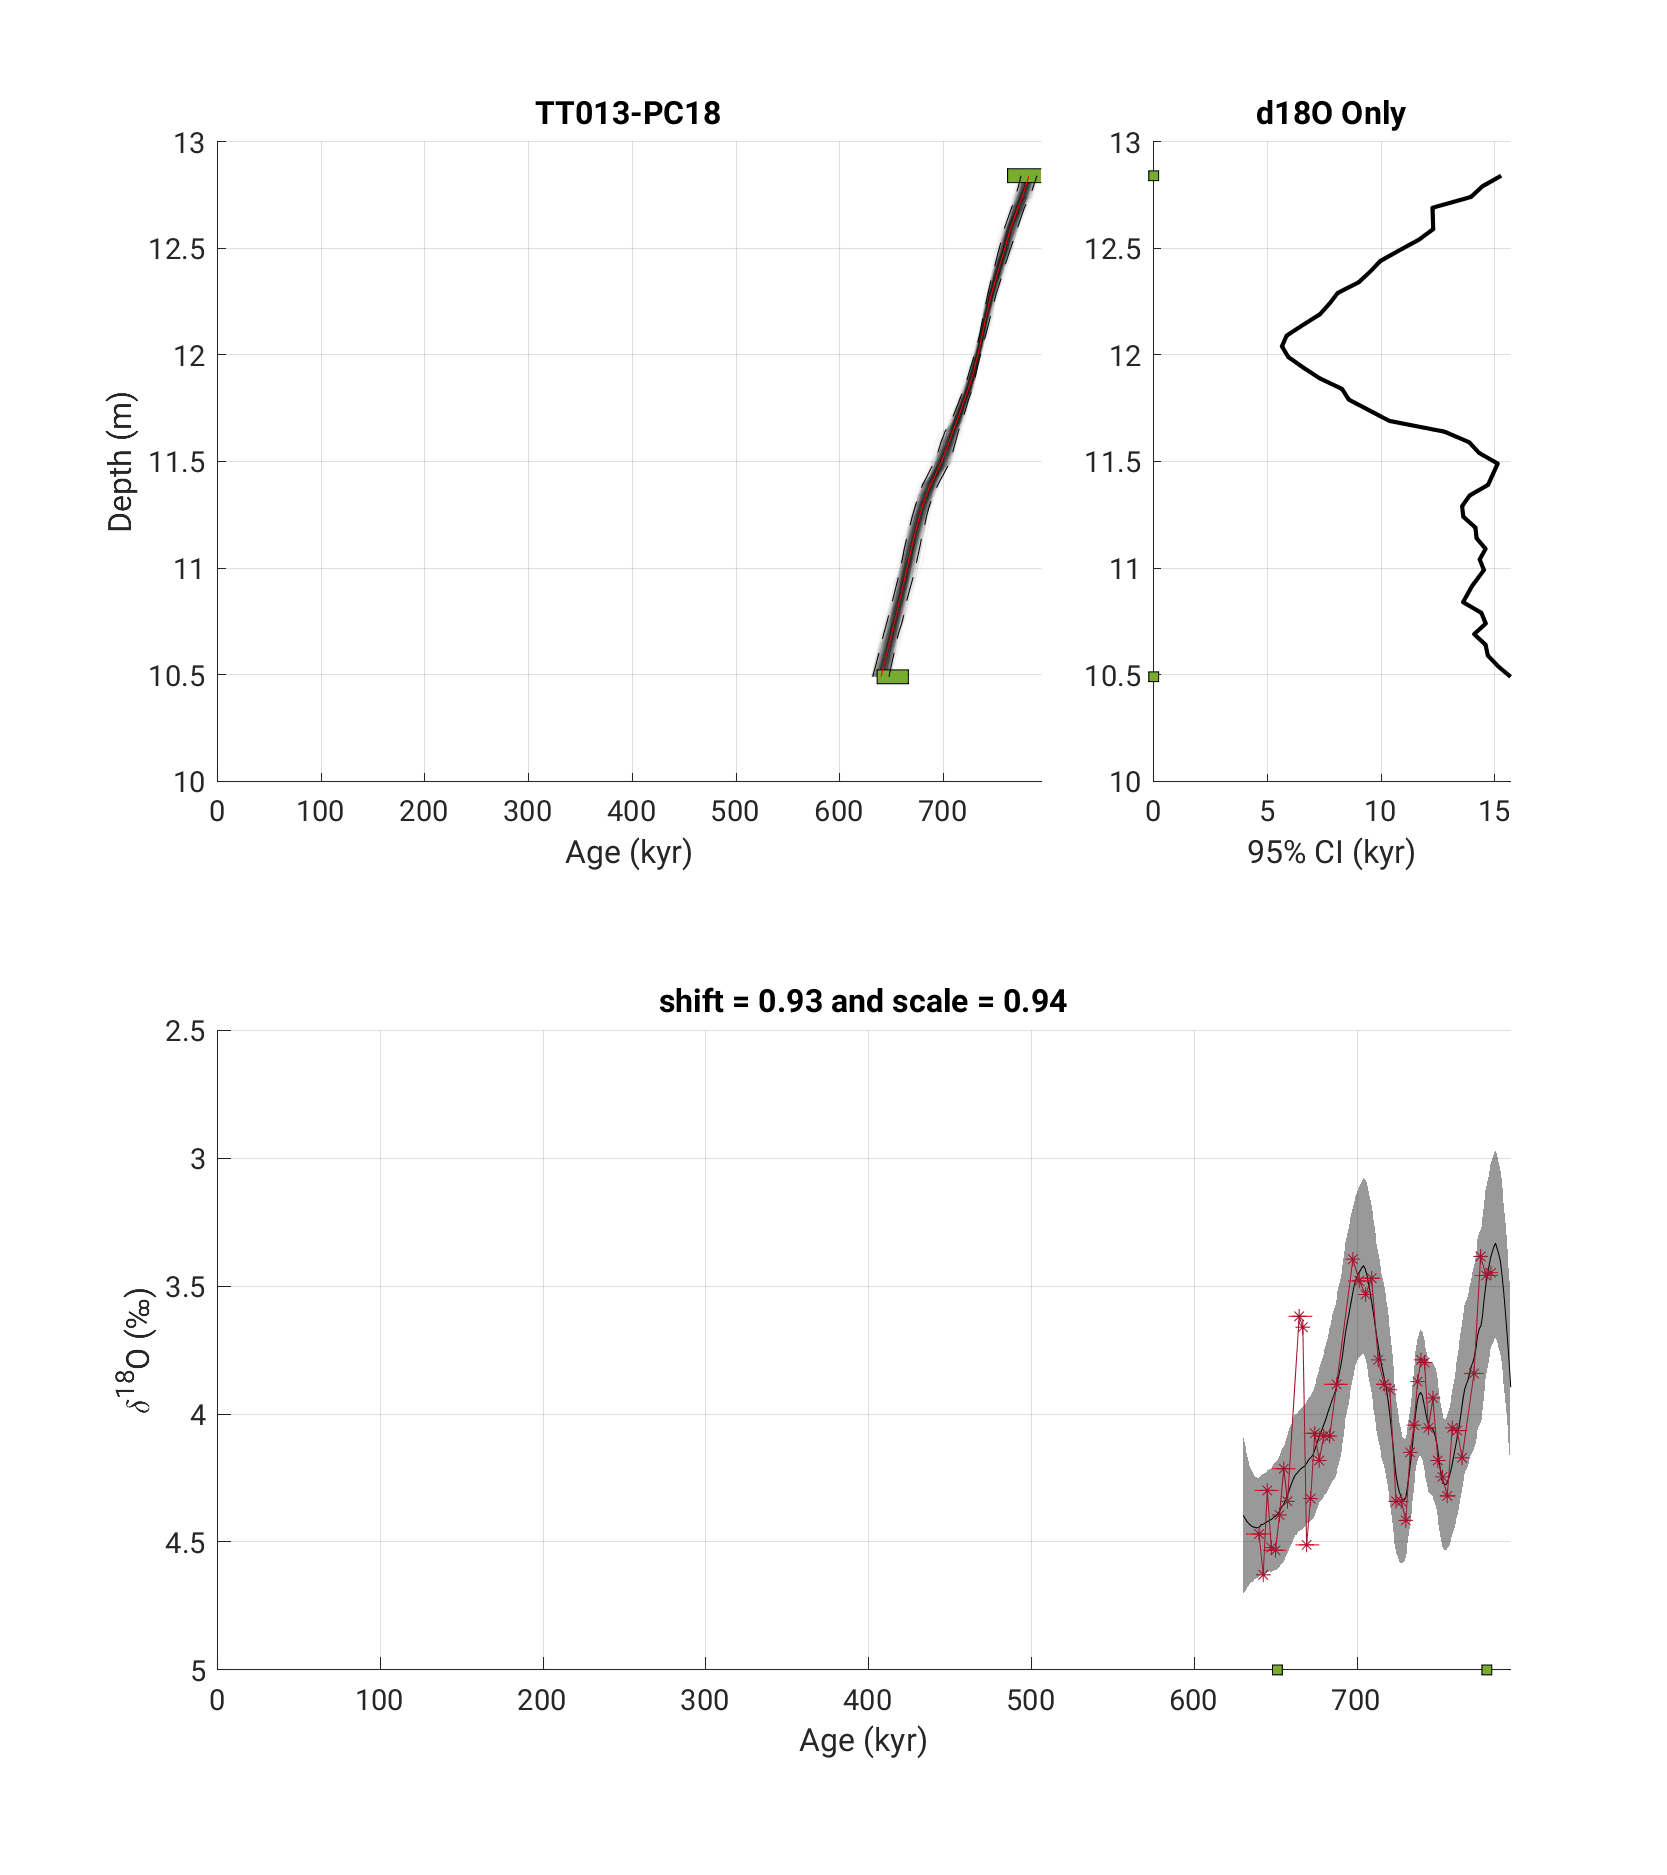 TT013-PC18
d18O Only
13
12.5
12
11.5
11
10.5
10
Depth (m)
0 100 200 300 400 500 600 700
Age (kyr)
13
12.5
12
11.5
11
10.5
10
0 5 10 15
95% CI (kyr)
shift = 0.93 and scale = 0.94
2.5
3
3.5
4
4.5
5
δ18O (‰)
0 100 200 300 400 500 600 700
Age (kyr)